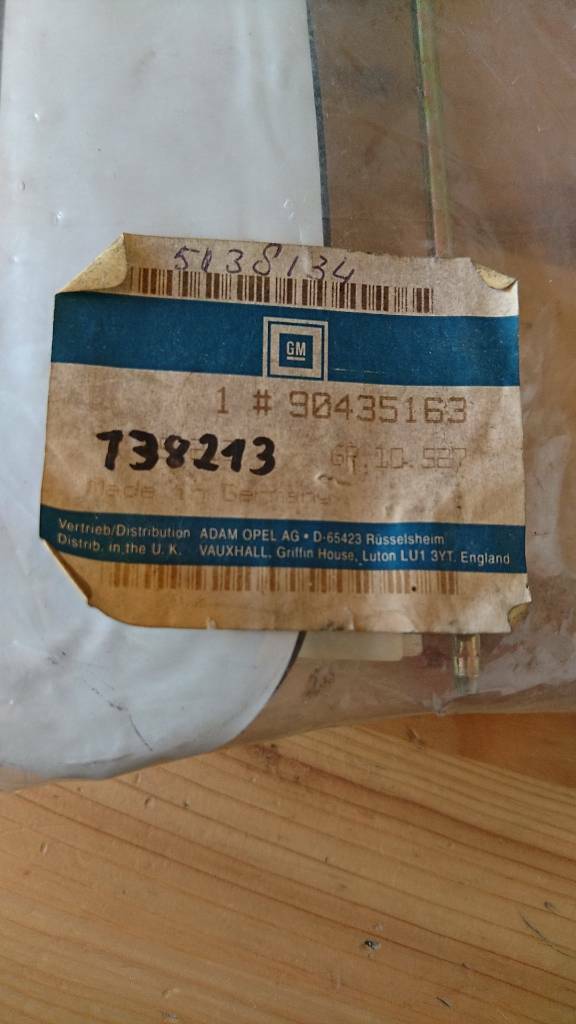 5138134
GM
1 # 90435163
738213
GR.10.927
Made in Germany
Vertrieb/Distribution ADAM OPEL AG • D-65423 Rüsselsheim
Distrib. in the U. K. VAUXHALL, Griffin House, Luton LU1 3YT. England